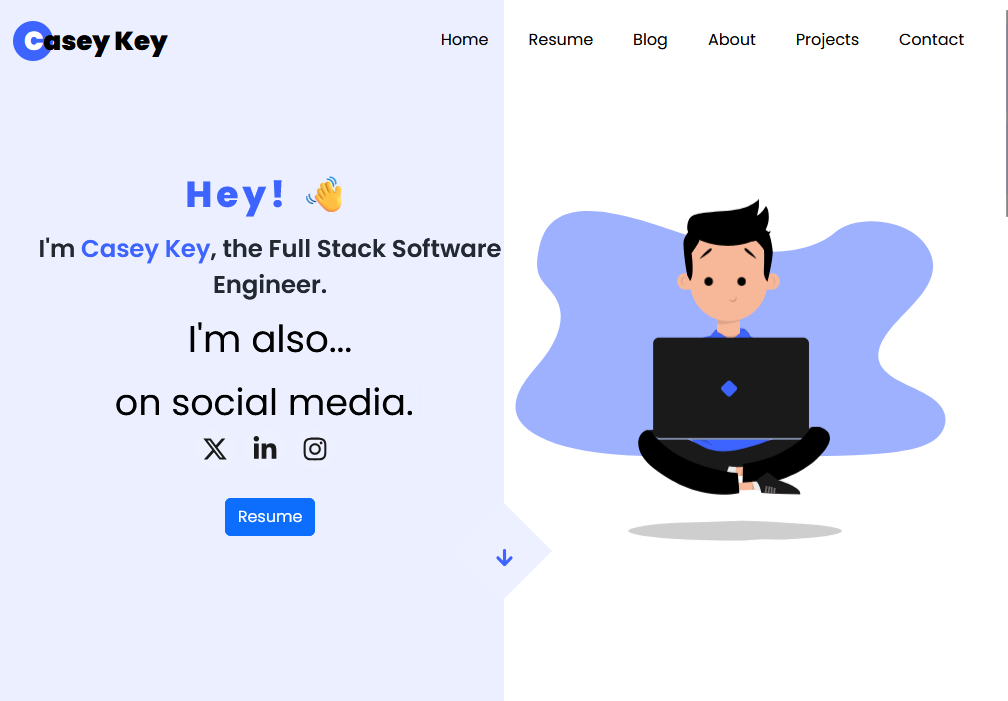 Casey Key
Home Resume Blog About Projects Contact
Hey! 👋
I'm Casey Key, the Full Stack Software
Engineer.
I'm also...
on social media.
Resume